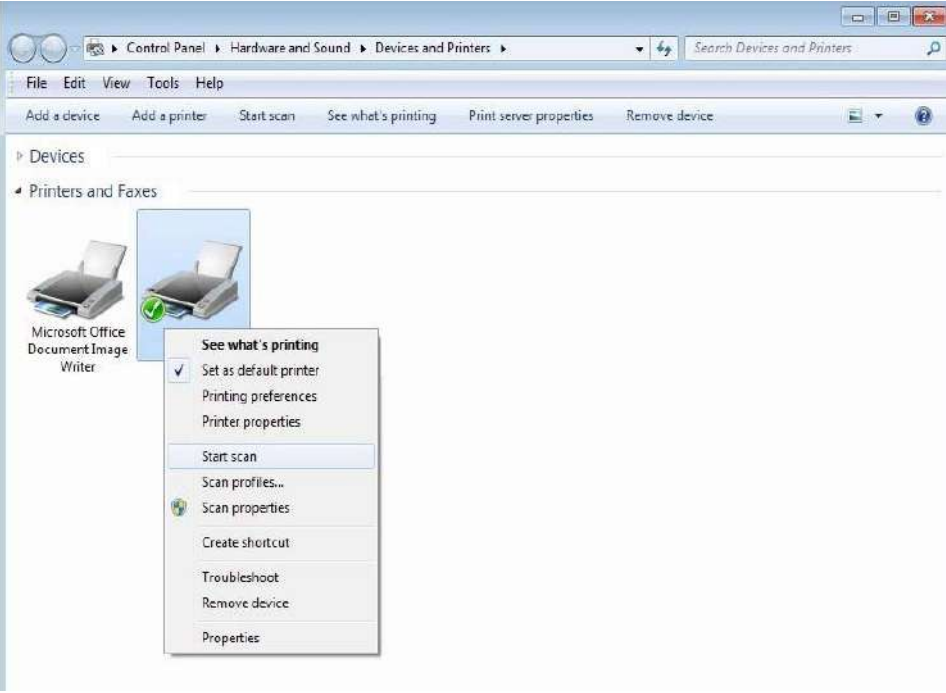 Control Panel Hardware and Sound Devices and Printers Search Devices and Printers
File Edit View Tools Help
Add a device Add a printer Start scan See what's printing Print server properties Remove device
Devices
Printers and Faxes
Microsoft Office
Document Image
Writer
See what's printing
Set as default printer
Printing preferences
Printer properties
Start scan
Scan profiles...
Scan properties
Create shortcut
Troubleshoot
Remove device
Properties